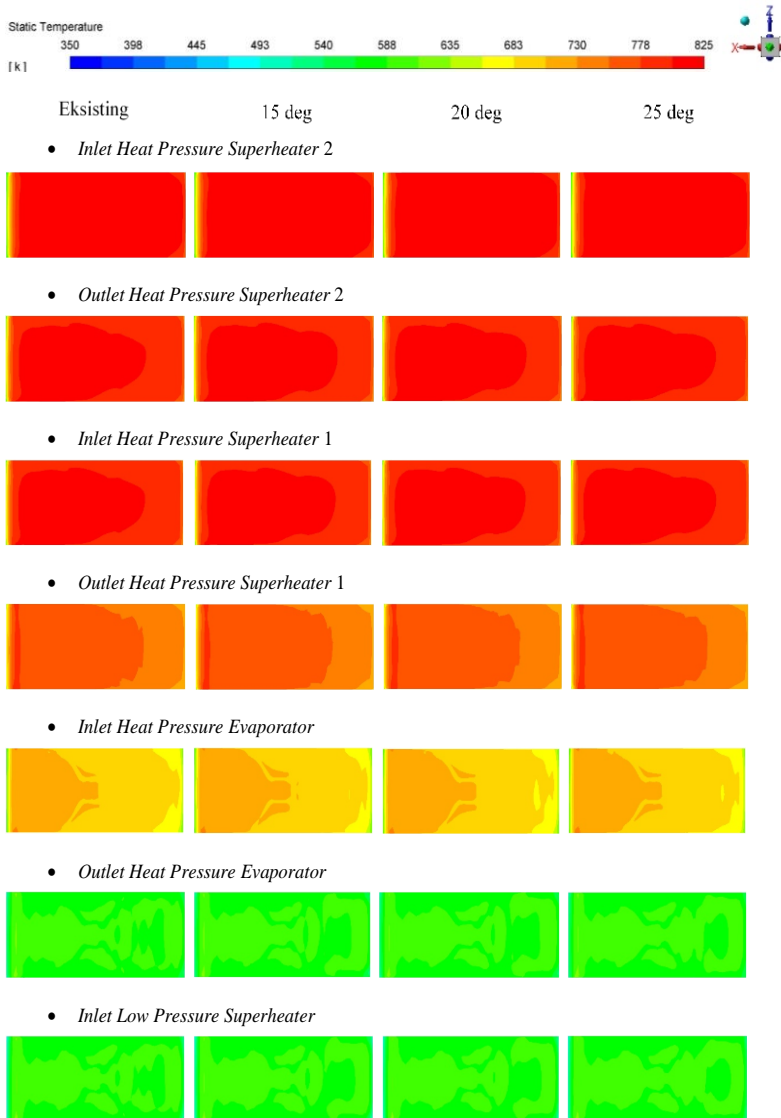 Static Temperature
350 398 445 493 540 588 635 683 730 778 825
[ k ]
Z
X
Eksisting 15 deg 20 deg 25 deg
• Inlet Heat Pressure Superheater 2
• Outlet Heat Pressure Superheater 2
• Inlet Heat Pressure Superheater 1
• Outlet Heat Pressure Superheater 1
• Inlet Heat Pressure Evaporator
• Outlet Heat Pressure Evaporator
• Inlet Low Pressure Superheater